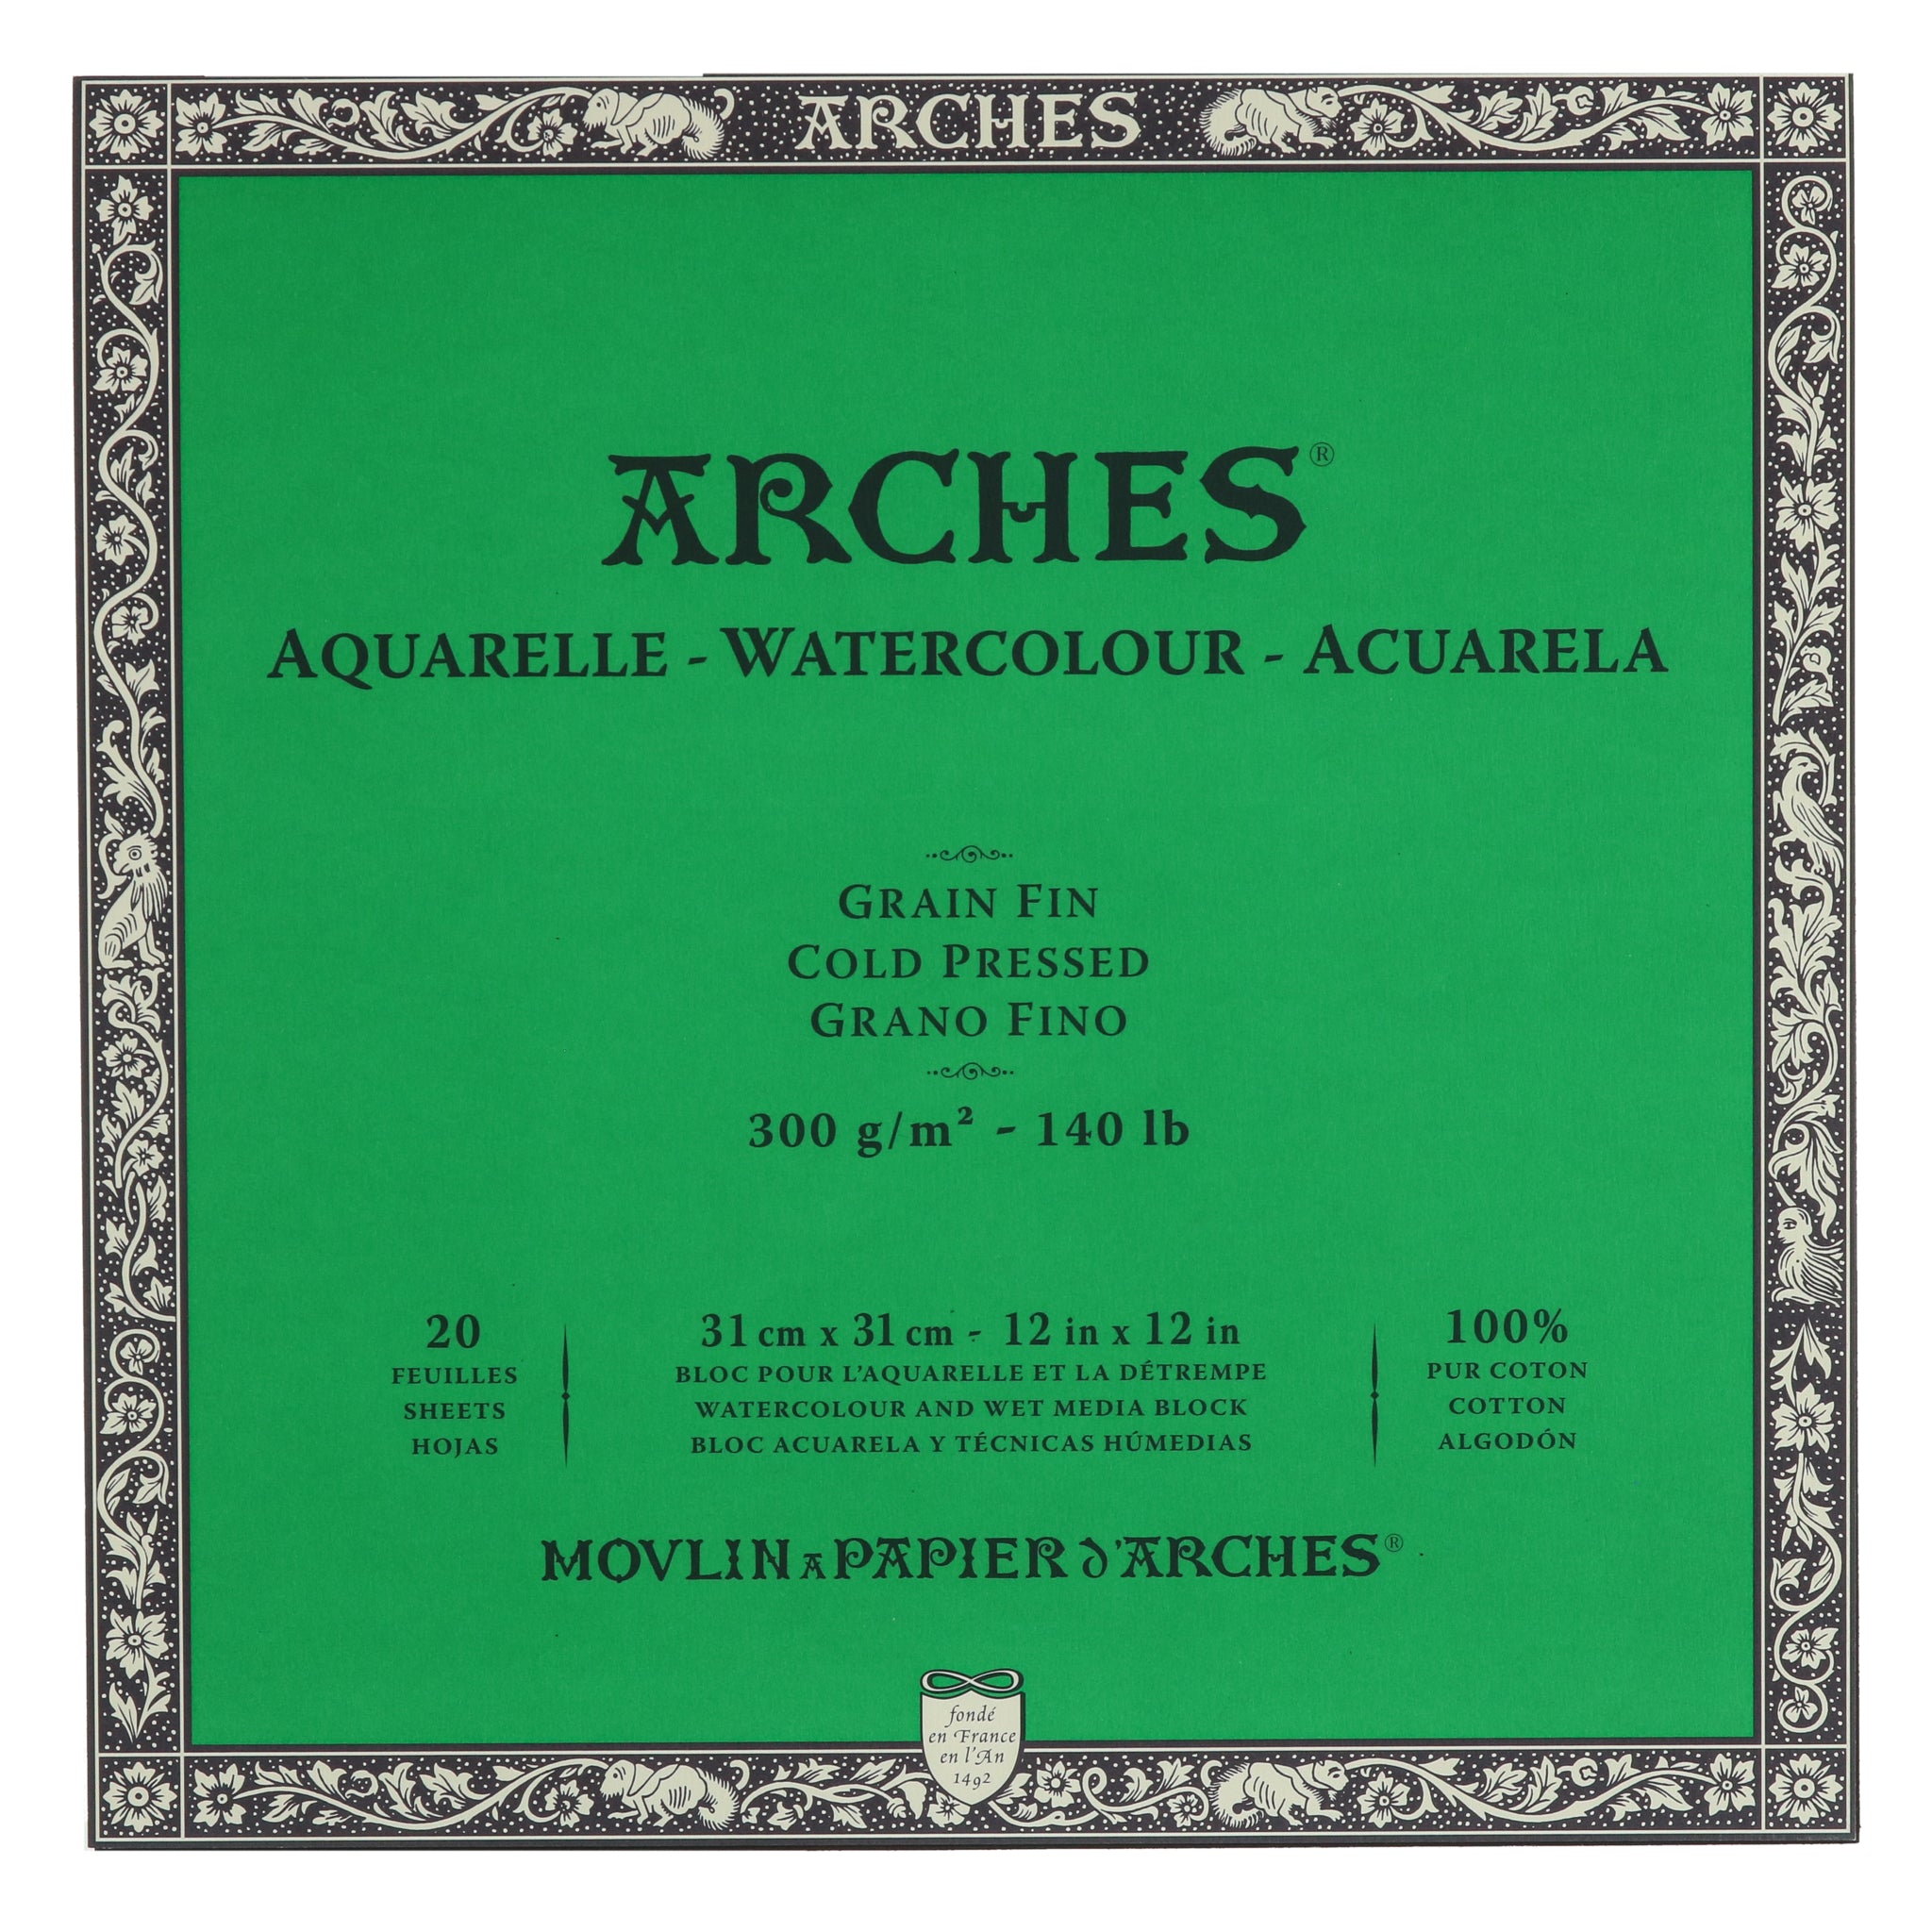 ARCHES
ARCHES®
AQUARELLE - WATERCOLOUR - ACUARELA
GRAIN FIN
COLD PRESSED
GRANO FINO
300 g/m² - 140 lb
20
FEUILLES
SHEETS
HOJAS
31 cm x 31 cm - 12 in x 12 in
BLOC POUR L'AQUARELLE ET LA DÉTREMPE
WATERCOLOUR AND WET MEDIA BLOCK
BLOC ACUARELA Y TÉCNICAS HÚMEDIAS
100%
PUR COTON
COTTON
ALGODÓN
MOVLIN A PAPIER D'ARCHES®
fondé
en France
en l'An
1492